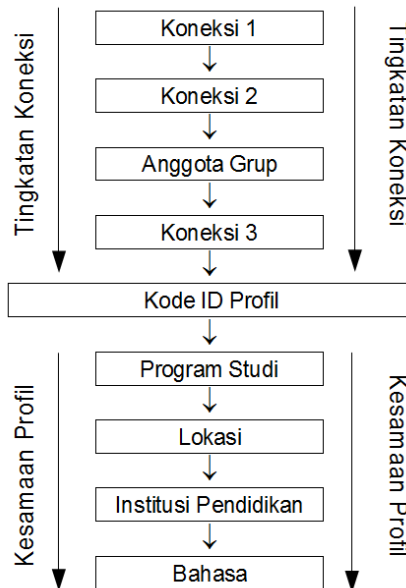 Koneksi 1
Koneksi 2
Anggota Grup
Koneksi 3
Tingkatan Koneksi
Tingkatan Koneksi
Kode ID Profil
Program Studi
Lokasi
Institusi Pendidikan
Bahasa
Kesamaan Profil
Kesamaan Profil